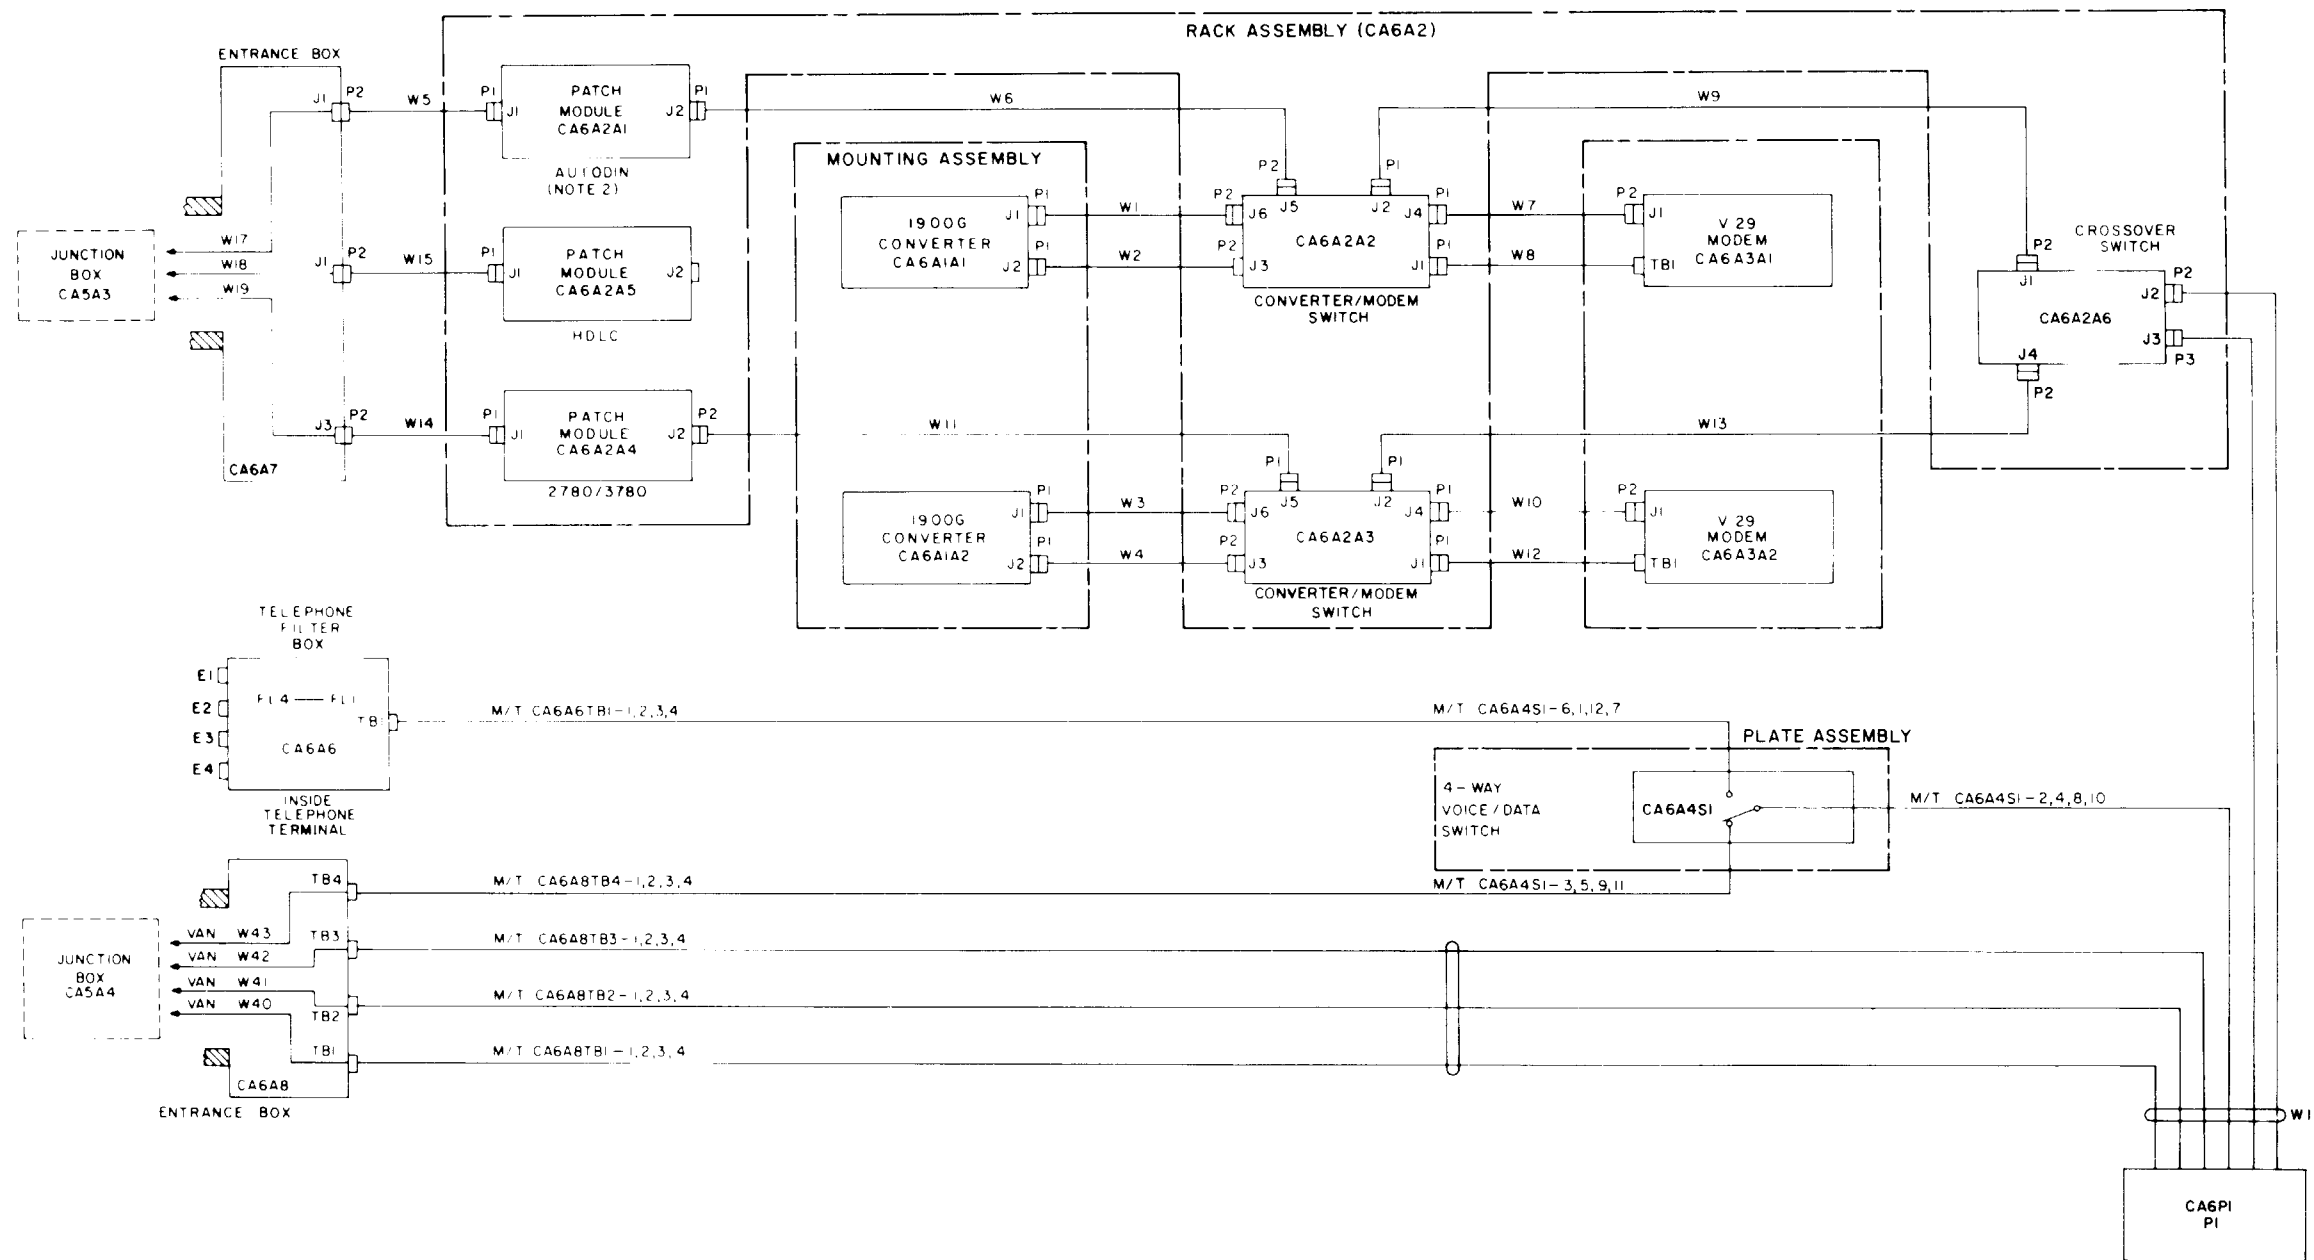 RACK ASSEMBLY (CA6A2)
ENTRANCE BOX
J1
P2
W5
P1
J1
PATCH
MODULE
CA6A2A1
J2
P1
AUTODIN
(NOTE 2)
W6
W9
MOUNTING ASSEMBLY
JUNCTION
BOX
CA5A3
W17
W18
W19
J1
P2
W15
P1
J1
PATCH
MODULE
CA6A2A5
J2
HDLC
J3
P2
W14
P1
J1
PATCH
MODULE
CA6A2A4
J2
P2
2780/3780
CA6A7
1900G
CONVERTER
CA6A1A1
J1
P1
W1
P2
J6
J2
P1
W2
P2
J3
P2
J5
P1
J2
CA6A2A2
J4
P1
W7
P2
J1
J1
P1
W8
TB1
CONVERTER/MODEM
SWITCH
V 29
MODEM
CA6A3A1
CROSSOVER
SWITCH
P2
J1
CA6A2A6
J2
P2
J3
P3
J4
P2
W11
W13
1900G
CONVERTER
CA6A1A2
J1
P1
W3
P2
J6
J2
P1
W4
P2
J3
P1
J5
P1
J2
CA6A2A3
J4
P1
W10
P2
J1
J1
P1
W12
TB1
CONVERTER/MODEM
SWITCH
V 29
MODEM
CA6A3A2
TELEPHONE
FILTER
BOX
E1
E2
E3
E4
FL4 — FL1
TB1
CA6A6
INSIDE
TELEPHONE
TERMINAL
M/T CA6A6TB1-1,2,3,4
M/T CA6A4S1-6,1,12,7
PLATE ASSEMBLY
4-WAY
VOICE/DATA
SWITCH
CA6A4S1
M/T CA6A4S1-2,4,8,10
M/T CA6A4S1-3,5,9,11
JUNCTION
BOX
CA5A4
VAN W43
VAN W42
VAN W41
VAN W40
TB4
TB3
TB2
TB1
CA6A8
ENTRANCE BOX
M/T CA6A8TB4-1,2,3,4
M/T CA6A8TB3-1,2,3,4
M/T CA6A8TB2-1,2,3,4
M/T CA6A8TB1-1,2,3,4
W1
CA6P1
P1